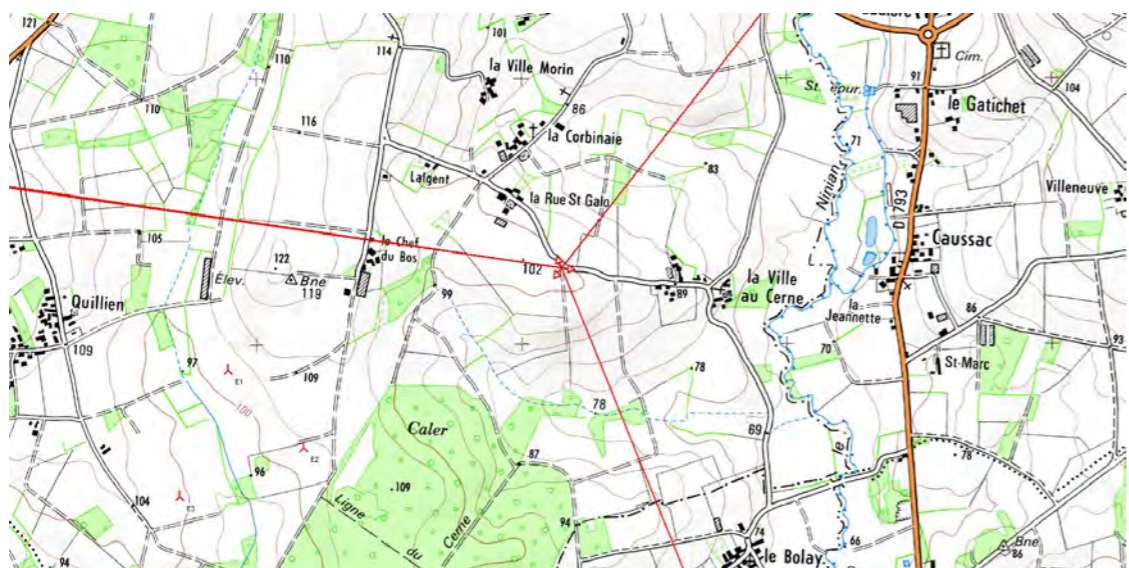 121
101
114
110
la Ville Morin
St. épur.
91
Cim.
104
86
le Gatichet
110
116
la Corbinaie
71
Lalgent
83
Ninian
Villeneuve
la Rue St Galo
793
105
le Chef
du Bos
Caussac
122
102
Elev.
Bne
119
99
89
la Ville
au Cerne
Quillien
la
Jeannette
86
109
97
70
93
E1
109
78
St-Marc
100
78
Caler
69
le
E2
87
78
96
109
E3
104
Ligne
du
Cerne
94
74
66
Bne
86
94
le Bolay